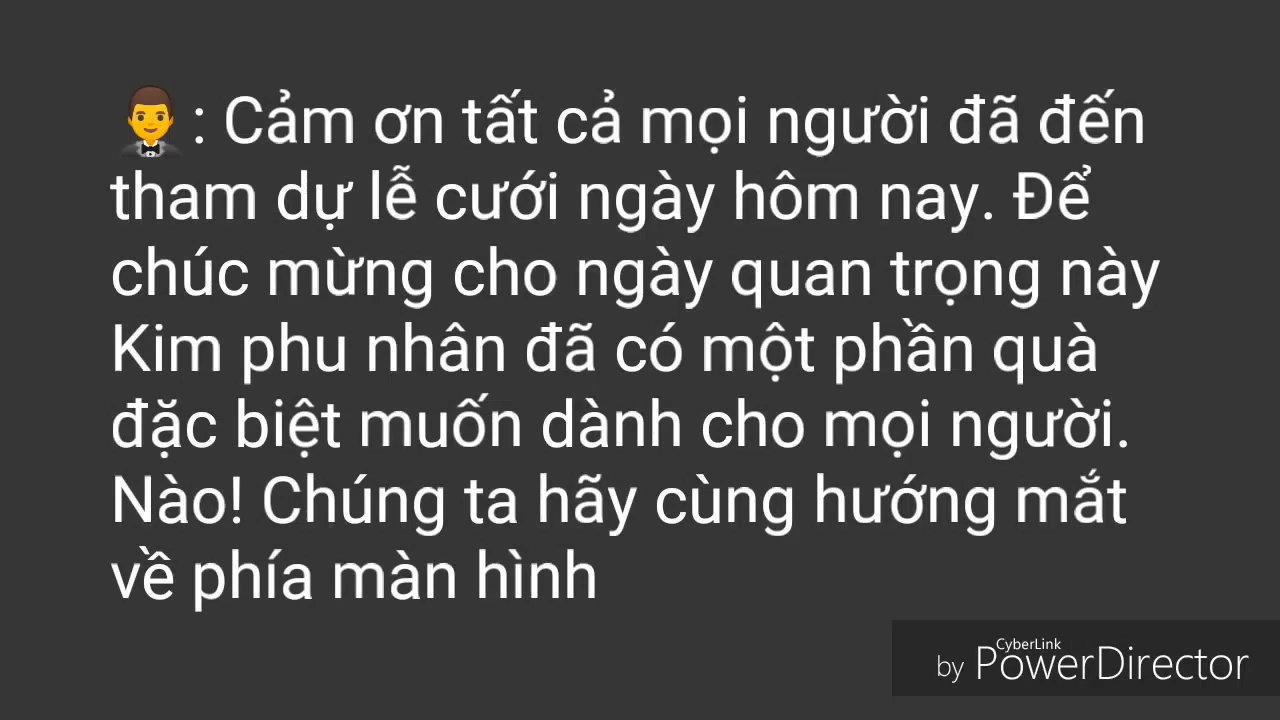 🤵: Cảm ơn tất cả mọi người đã đến
tham dự lễ cưới ngày hôm nay. Để
chúc mừng cho ngày quan trọng này
Kim phu nhân đã có một phần quà
đặc biệt muốn dành cho mọi người.
Nào! Chúng ta hãy cùng hướng mắt
về phía màn hình
CyberLink
by PowerDirector